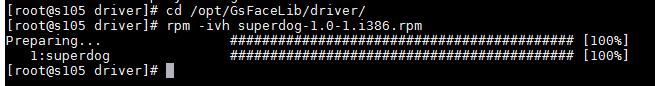 [root@s105 driver]# cd /opt/GsFaceLib/driver/
[root@s105 driver]# rpm -ivh superdog-1.0-1.i386.rpm
Preparing... ########################################### [100%]
1:superdog ########################################### [100%]
[root@s105 driver]#